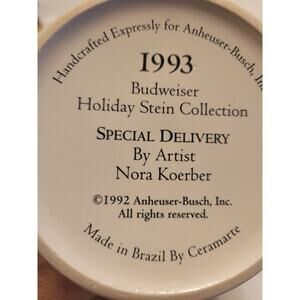 Handcrafted Expressly for Anheuser-Busch, Inc.
1993
Budweiser
Holiday Stein Collection
SPECIAL DELIVERY
By Artist
Nora Koerber
©1992 Anheuser-Busch, Inc.
All rights reserved.
Made in Brazil By Ceramarte